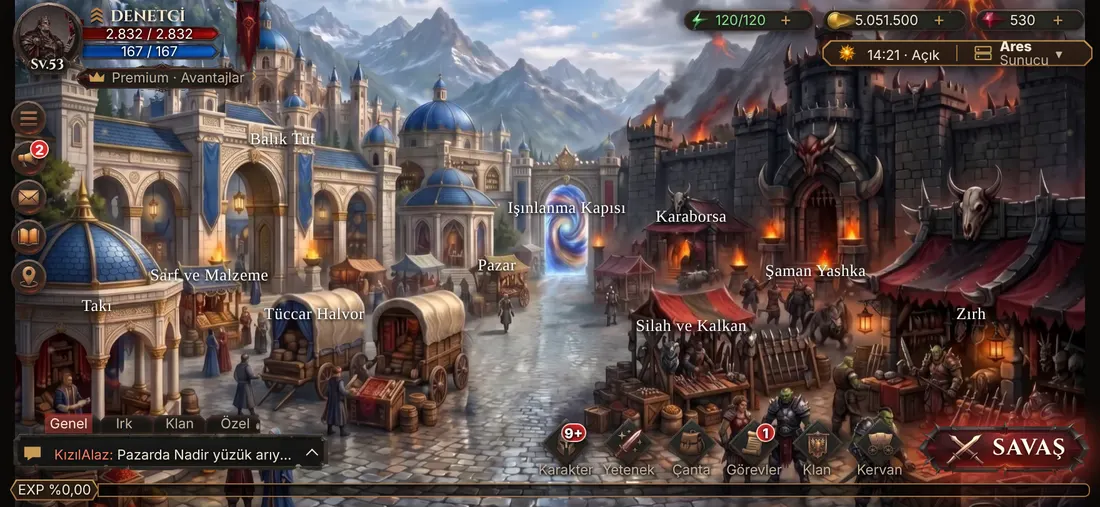 DENETCİ
2.832 / 2.832
167 / 167
Sv.53
Premium · Avantajlar
120/120 +
5.051.500 +
530 +
14:21 · Açık
Ares
Sunucu ▼
2
Balık Tut
Işınlanma Kapısı
Karaborsa
Pazar
Şaman Yashka
Sarf ve Malzeme
Takı
Tüccar Halvor
Silah ve Kalkan
Zırh
Genel
Irk
Klan
Özel
KızılAlaz: Pazarda Nadir yüzük arıy...
9+
1
Karakter
Yetenek
Çanta
Görevler
Klan
Kervan
SAVAŞ
EXP %0,00